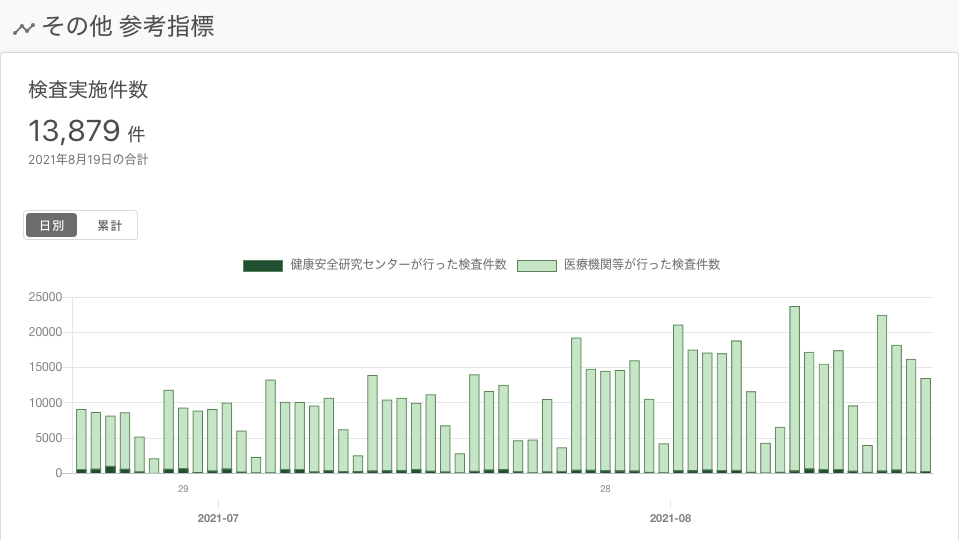 その他 参考指標
検査実施件数
13,879 件
2021年8月19日の合計
日別 累計
健康安全研究センターが行った検査件数 医療機関等が行った検査件数
25000
20000
15000
10000
5000
0
29 28
2021-07 2021-08